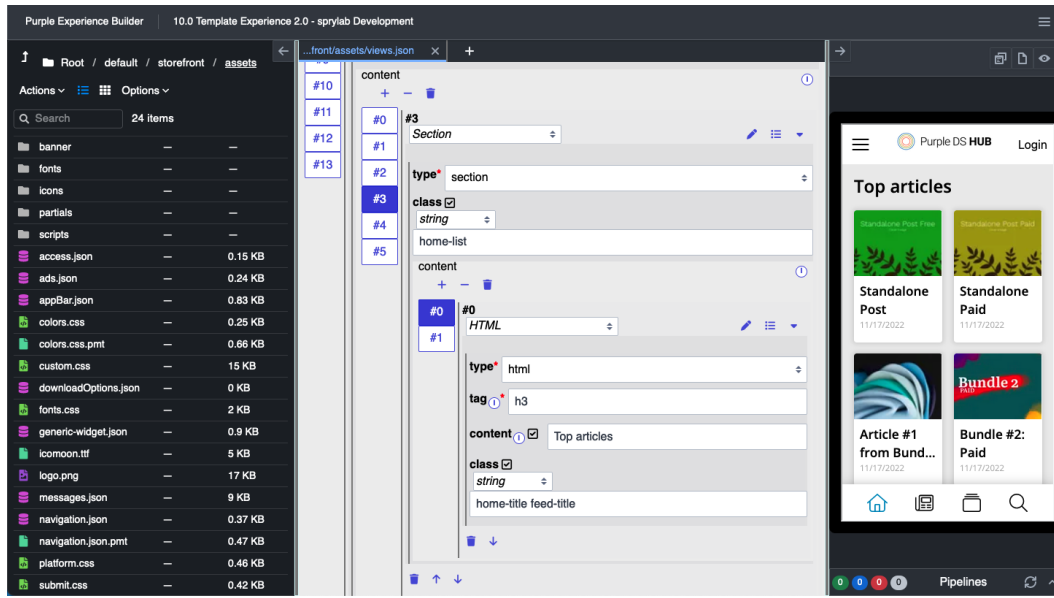 Purple Experience Builder
10.0 Template Experience 2.0 - sprylab Development
Root / default / storefront / assets
Actions
Options
Search
24 items
banner — —
fonts — —
icons — —
partials — —
scripts — —
access.json — 0.15 KB
ads.json — 0.24 KB
appBar.json — 0.83 KB
colors.css — 0.25 KB
colors.css.pmt — 0.66 KB
custom.css — 15 KB
downloadOptions.json — 0 KB
fonts.css — 2 KB
generic-widget.json — 0.9 KB
icomoon.ttf — 5 KB
logo.png — 17 KB
messages.json — 9 KB
navigation.json — 0.37 KB
navigation.json.pmt — 0.47 KB
platform.css — 0.46 KB
submit.css — 0.42 KB
...front/assets/views.json
#10
#11
#12
#13
content
#0
#1
#2
#3
#4
#5
#3
Section
type* section
class
string
home-list
content
#0
#1
#0
HTML
type* html
tag * h3
content Top articles
class
string
home-title feed-title
Purple DS HUB
Login
Top articles
Standalone Post Free
Standalone Post Paid
Standalone
Post
11/17/2022
Standalone
Paid
11/17/2022
Bundle 2
PAID
Article #1
from Bund...
11/17/2022
Bundle #2:
Paid
11/17/2022
0 0 0 0
Pipelines